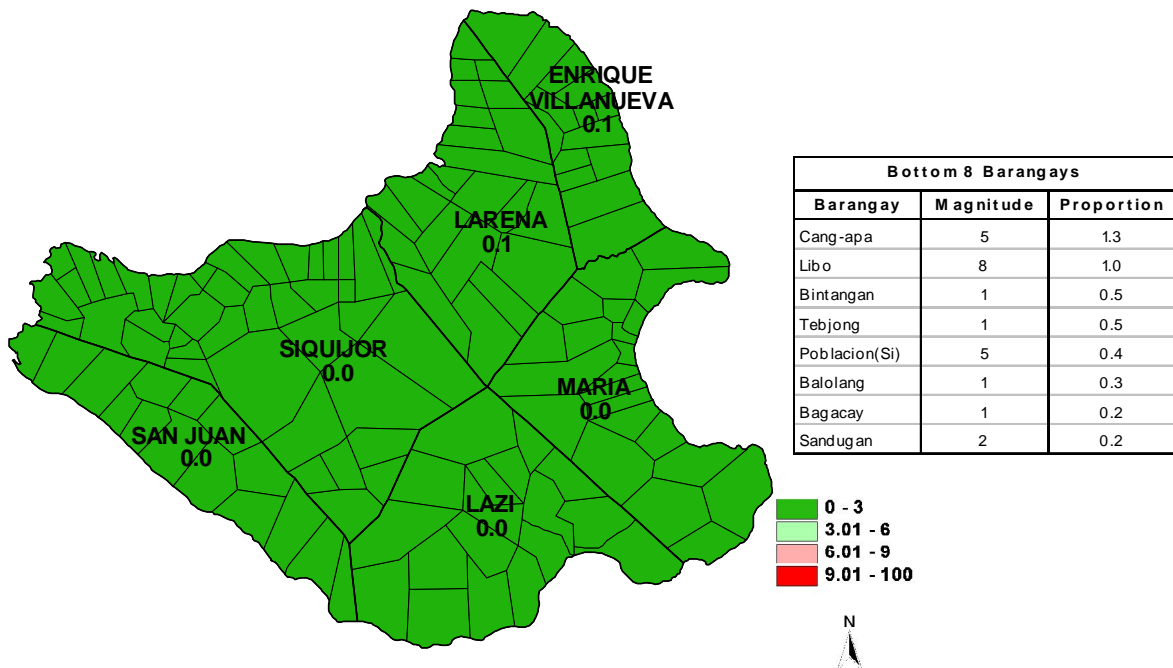 ENRIQUE
VILLANUEVA
0.1
LARENA
0.1
SIQUIJOR
0.0
MARIA
0.0
SAN JUAN
0.0
LAZI
0.0
Bottom 8 Barangays
Barangay Magnitude Proportion
Cang-apa 5 1.3
Libo 8 1.0
Bintangan 1 0.5
Tebjong 1 0.5
Poblacion(Si) 5 0.4
Balolang 1 0.3
Bagacay 1 0.2
Sandugan 2 0.2
0 - 3
3.01 - 6
6.01 - 9
9.01 - 100
N